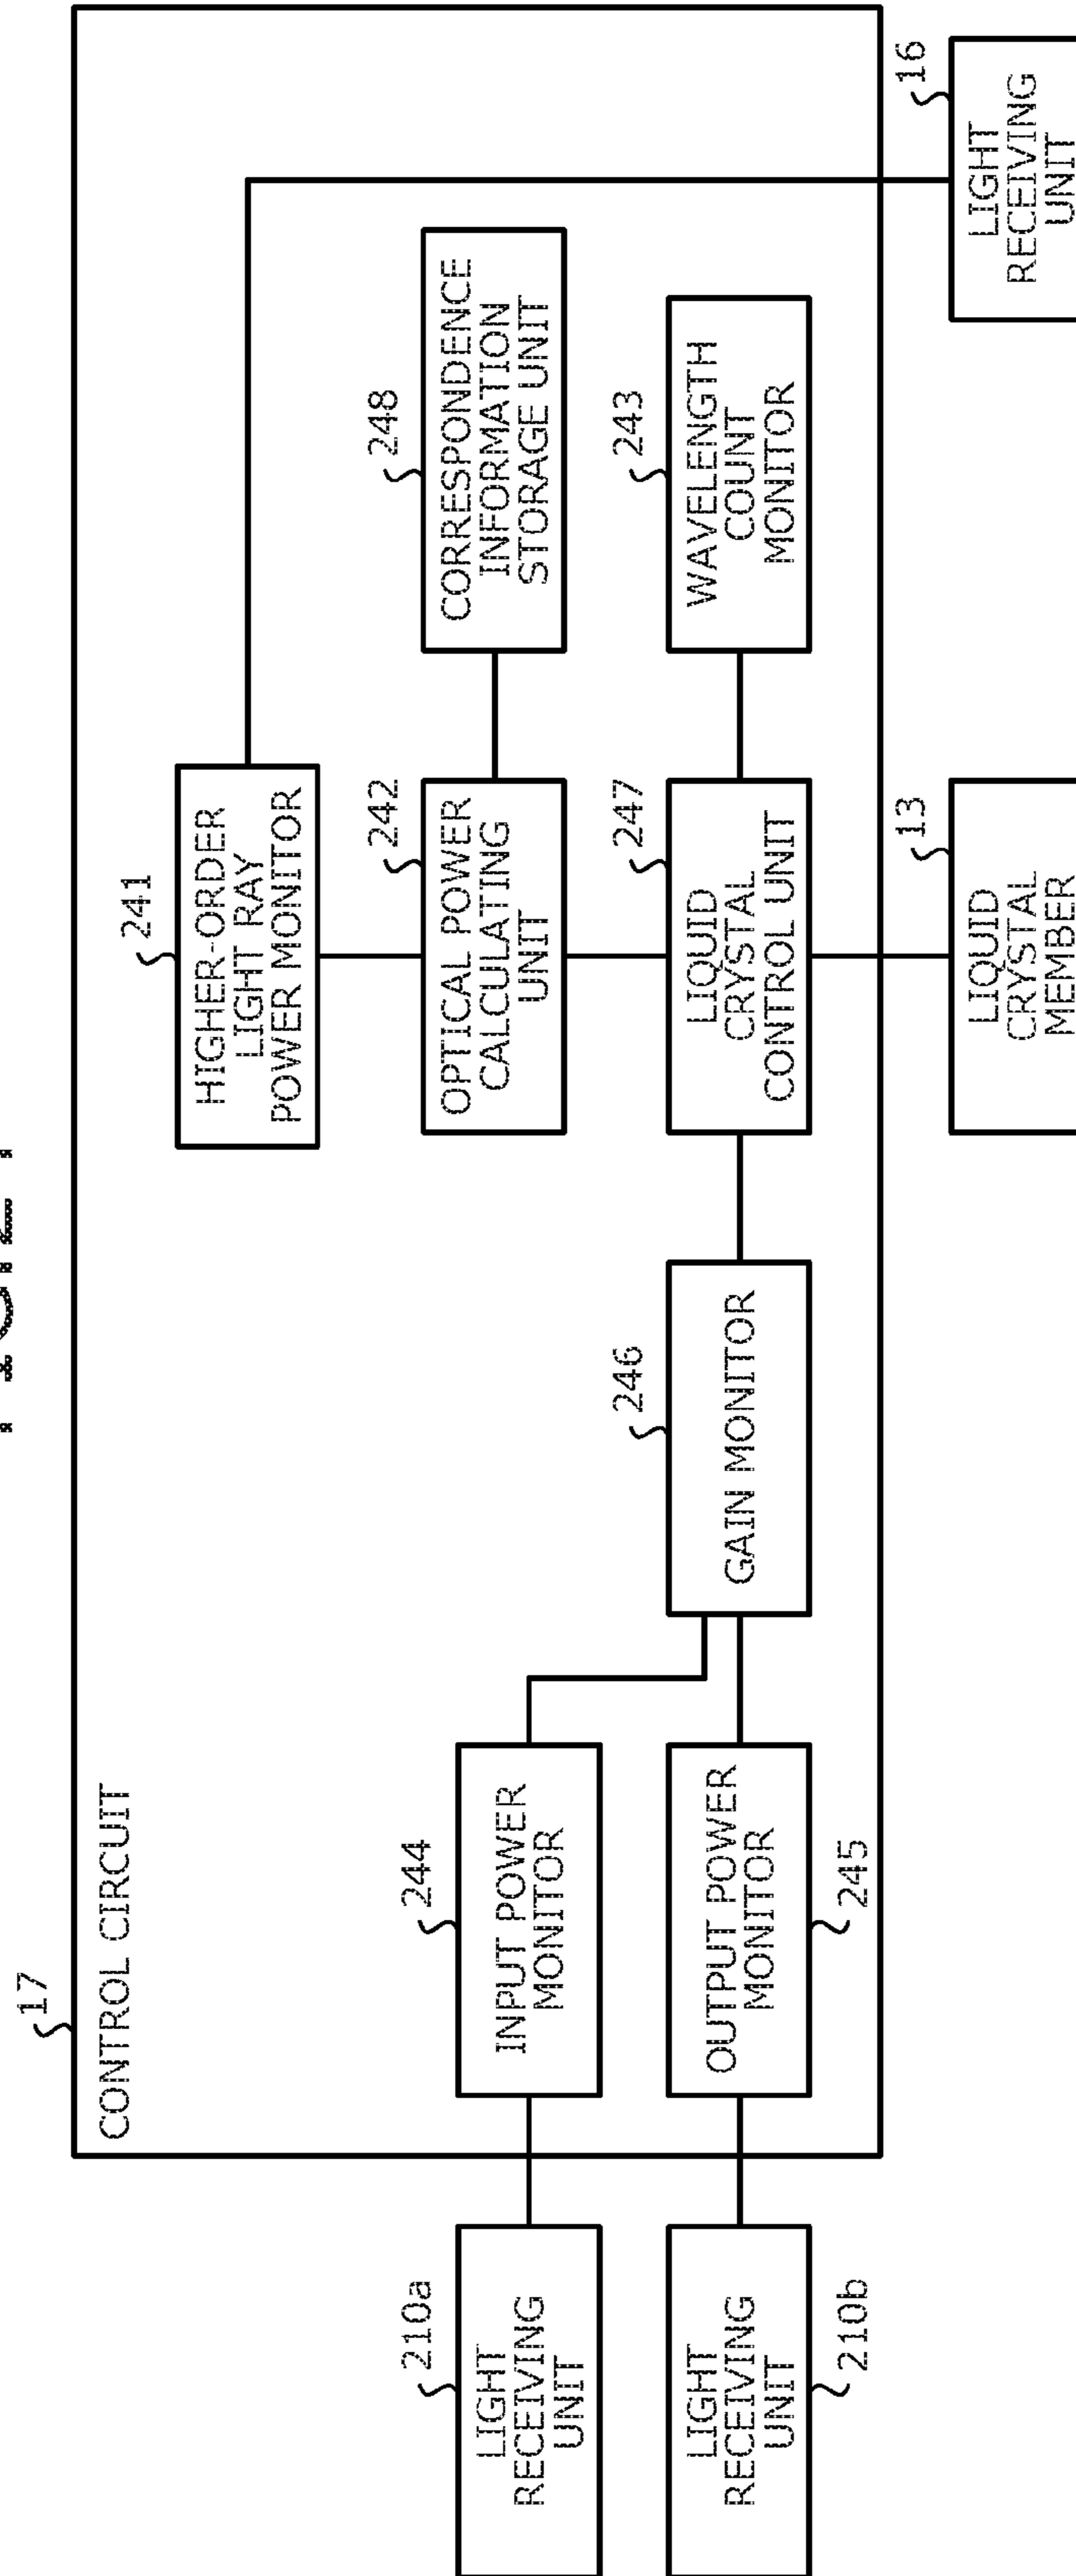 17
CONTROL CIRCUIT
241
HIGHER-ORDER
LIGHT RAY
POWER MONITOR
242
OPTICAL POWER
CALCULATING
UNIT
248
CORRESPONDENCE
INFORMATION
STORAGE UNIT
210a
LIGHT
RECEIVING
UNIT
244
INPUT POWER
MONITOR
246
GAIN MONITOR
247
LIQUID
CRYSTAL
CONTROL UNIT
243
WAVELENGTH
COUNT
MONITOR
LIGHT
RECEIVING
UNIT
210b
OUTPUT POWER
MONITOR
245
13
LIQUID
CRYSTAL
MEMBER
16
LIGHT
RECEIVING
UNIT